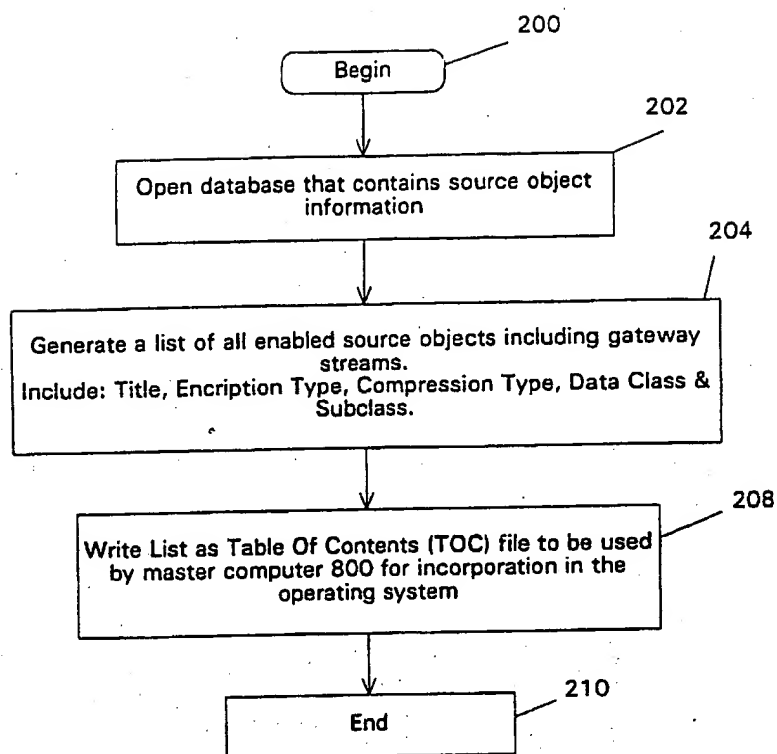 200
Begin
202
Open database that contains source object
information
204
Generate a list of all enabled source objects including gateway
streams.
Include: Title, Encription Type, Compression Type, Data Class &
Subclass.
208
Write List as Table Of Contents (TOC) file to be used
by master computer 800 for incorporation in the
operating system
210
End